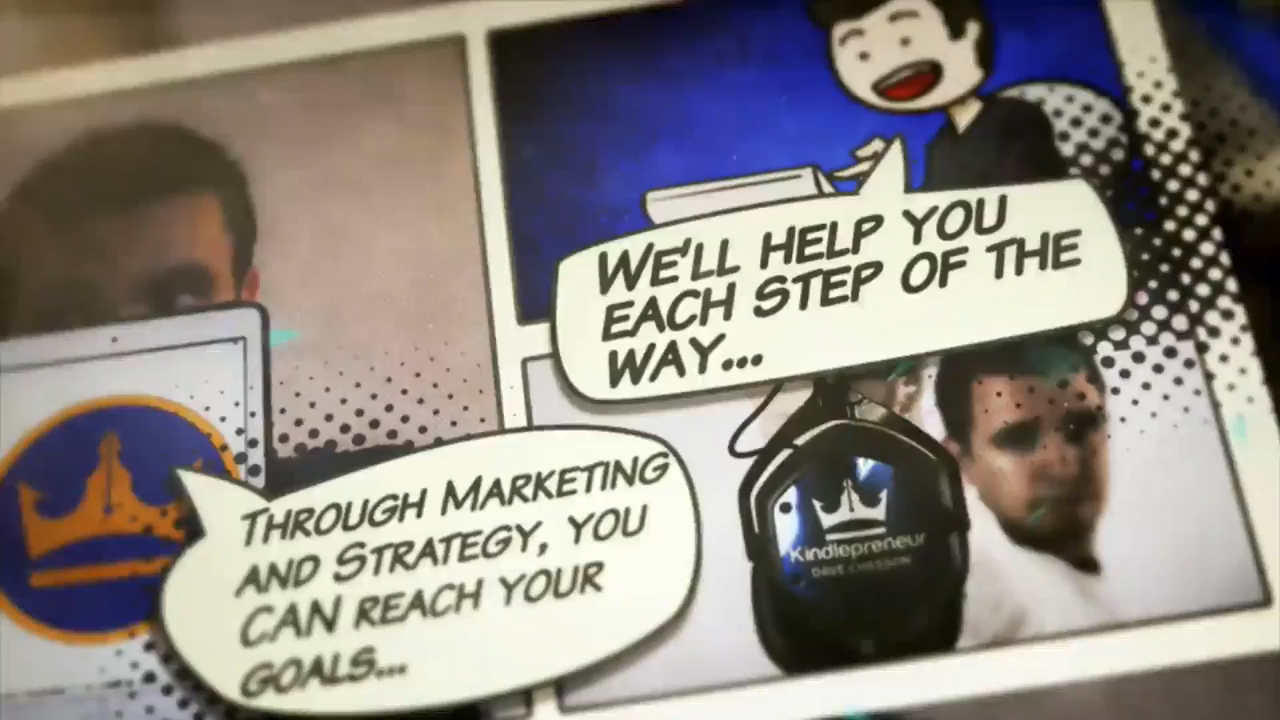 WE'LL HELP YOU
EACH STEP OF THE
WAY...
THROUGH MARKETING
AND STRATEGY, YOU
CAN REACH YOUR
GOALS...
Kindlepreneur
DAVE CHESSON